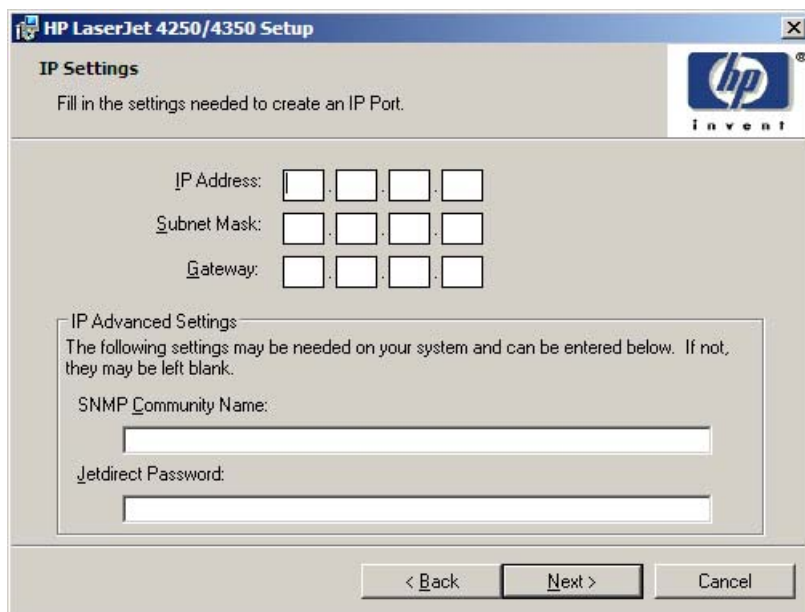 HP LaserJet 4250/4350 Setup
IP Settings
Fill in the settings needed to create an IP Port.
hp
®
invent
IP Address:
Subnet Mask:
Gateway:
IP Advanced Settings
The following settings may be needed on your system and can be entered below. If not,
they may be left blank.
SNMP Community Name:
Jetdirect Password:
< Back
Next >
Cancel